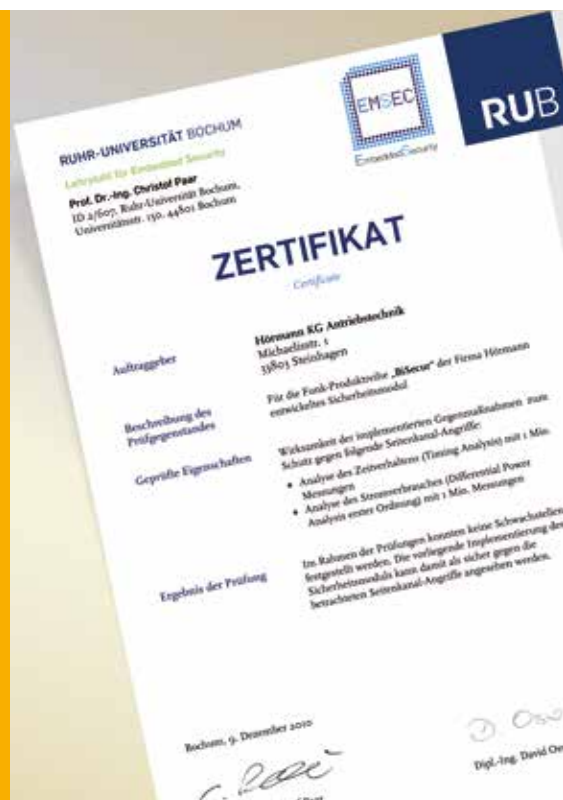 RUHR-UNIVERSITÄT BOCHUM
Lehrstuhl für Embedded Security
Prof. Dr.-Ing. Christof Paar
ID 2/607, Ruhr-Universität Bochum,
Universitätsstr. 150, 44801 Bochum
EMSEC
EmbeddedSecurity
RUB
ZERTIFIKAT
Certificate
Auftraggeber
Hörmann KG Antriebstechnik
Michaelisstr. 1
33803 Steinhagen
Beschreibung des
Prüfgegenstandes
Für die Funk-Produktreihe „BiSecur“ der Firma Hörmann
entwickeltes Sicherheitsmodul
Geprüfte Eigenschaften
Wirksamkeit der implementierten Gegenmaßnahmen zum
Schutz gegen folgende Seitenkanal-Angriffe:
• Analyse des Zeitverhaltens (Timing Analysis) mit 1 Mio.
Messungen
• Analyse des Stromverbrauches (Differential Power
Analysis erster Ordnung) mit 1 Mio. Messungen
Ergebnis der Prüfung
Im Rahmen der Prüfungen konnten keine Schwachstellen
festgestellt werden. Die vorliegende Implementierung des
Sicherheitsmoduls kann damit als sicher gegen die
betrachteten Seitenkanal-Angriffe angesehen werden.
Bochum, 9. Dezember 2010
Dipl.-Ing. David